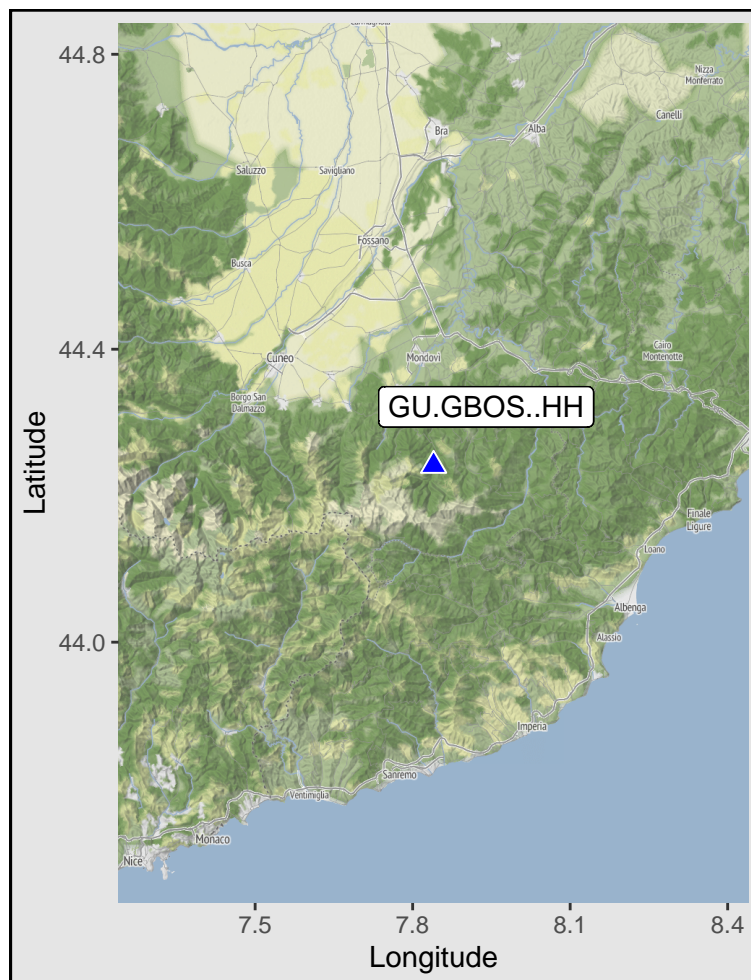 Carmagnola
44.8
Nizza
Monferrato
Canelli
Bra
Alba
Saluzzo
Savigliano
Fossano
Busca
44.4
Cuneo
Mondovì
Cairo
Montenotte
Borgo San
Dalmazzo
GU.GBOS..HH
Latitude
Finale
Ligure
Loano
Albenga
44.0
Alassio
Imperia
Sanremo
Ventimiglia
Monaco
Nice
7.5
7.8
8.1
8.4
Longitude